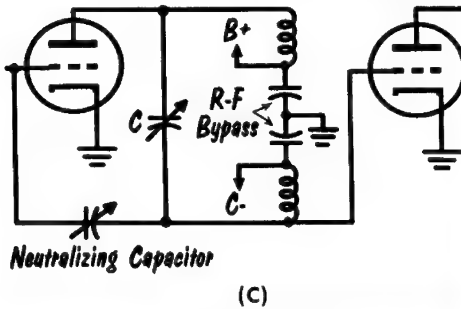 B+
R-F
Bypass
C
C-
Neutralizing Capacitor
(C)